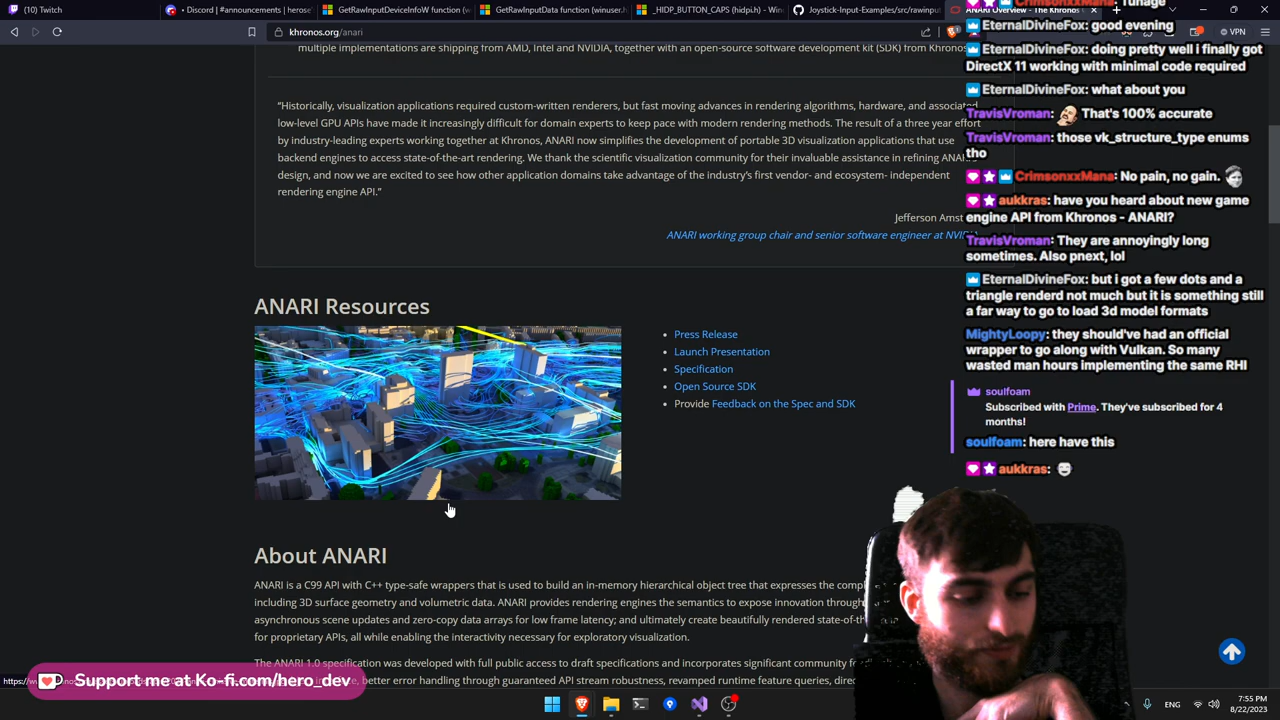 (10) Twitch
Discord | #announcements | heros
GetRawInputDeviceInfoW function (w
GetRawInputData function (winuser.h
_HIDP_BUTTON_CAPS (hidpi.h) - Win
Joystick-Input-Examples/src/rawinpu
ANARI Overview - The Khronos
khronos.org/anari
VPN
multiple implementations are shipping from AMD, Intel and NVIDIA, together with an open-source software development kit (SDK) from Khronos
“Historically, visualization applications required custom-written renderers, but fast moving advances in rendering algorithms, hardware, and associated
low-level GPU APIs have made it increasingly difficult for domain experts to keep pace with modern rendering methods. The result of a three year effort
by industry-leading experts working together at Khronos, ANARI now simplifies the development of portable 3D visualization applications that use
backend engines to access state-of-the-art rendering. We thank the scientific visualization community for their invaluable assistance in refining ANARI
design, and now we are excited to see how other application domains take advantage of the industry’s first vendor- and ecosystem- independent
rendering engine API.”
Jefferson Amst
ANARI working group chair and senior software engineer at NVI
ANARI Resources
Press Release
Launch Presentation
Specification
Open Source SDK
Provide Feedback on the Spec and SDK
About ANARI
ANARI is a C99 API with C++ type-safe wrappers that is used to build an in-memory hierarchical object tree that expresses the comp
including 3D surface geometry and volumetric data. ANARI provides rendering engines the semantics to expose innovation through
asynchronous scene updates and zero-copy data arrays for low frame latency; and ultimately create beautifully rendered state-of-th
for proprietary APIs, all while enabling the interactivity necessary for exploratory visualization.
The ANARI 1.0 specification was developed with full public access to draft specifications and incorporates significant community f
better error handling through guaranteed API stream robustness, revamped runtime feature queries, direc
Support me at Ko-fi.com/hero_dev
CrimsonxxMana: Tunage
EternalDivineFox: good evening
EternalDivineFox: doing pretty well i finally got
DirectX 11 working with minimal code required
EternalDivineFox: what about you
TravisVroman: That's 100% accurate
TravisVroman: those vk_structure_type enums
tho
CrimsonxxMana: No pain, no gain.
aukkras: have you heard about new game
engine API from Khronos - ANARI?
TravisVroman: They are annoyingly long
sometimes. Also pnext, lol
EternalDivineFox: but i got a few dots and a
triangle renderd not much but it is something still
a far way to go to load 3d model formats
MightyLoopy: they should've had an official
wrapper to go along with Vulkan. So many
wasted man hours implementing the same RHI
soulfoam
Subscribed with Prime. They've subscribed for 4
months!
soulfoam: here have this
aukkras:
7:55 PM
8/22/2023